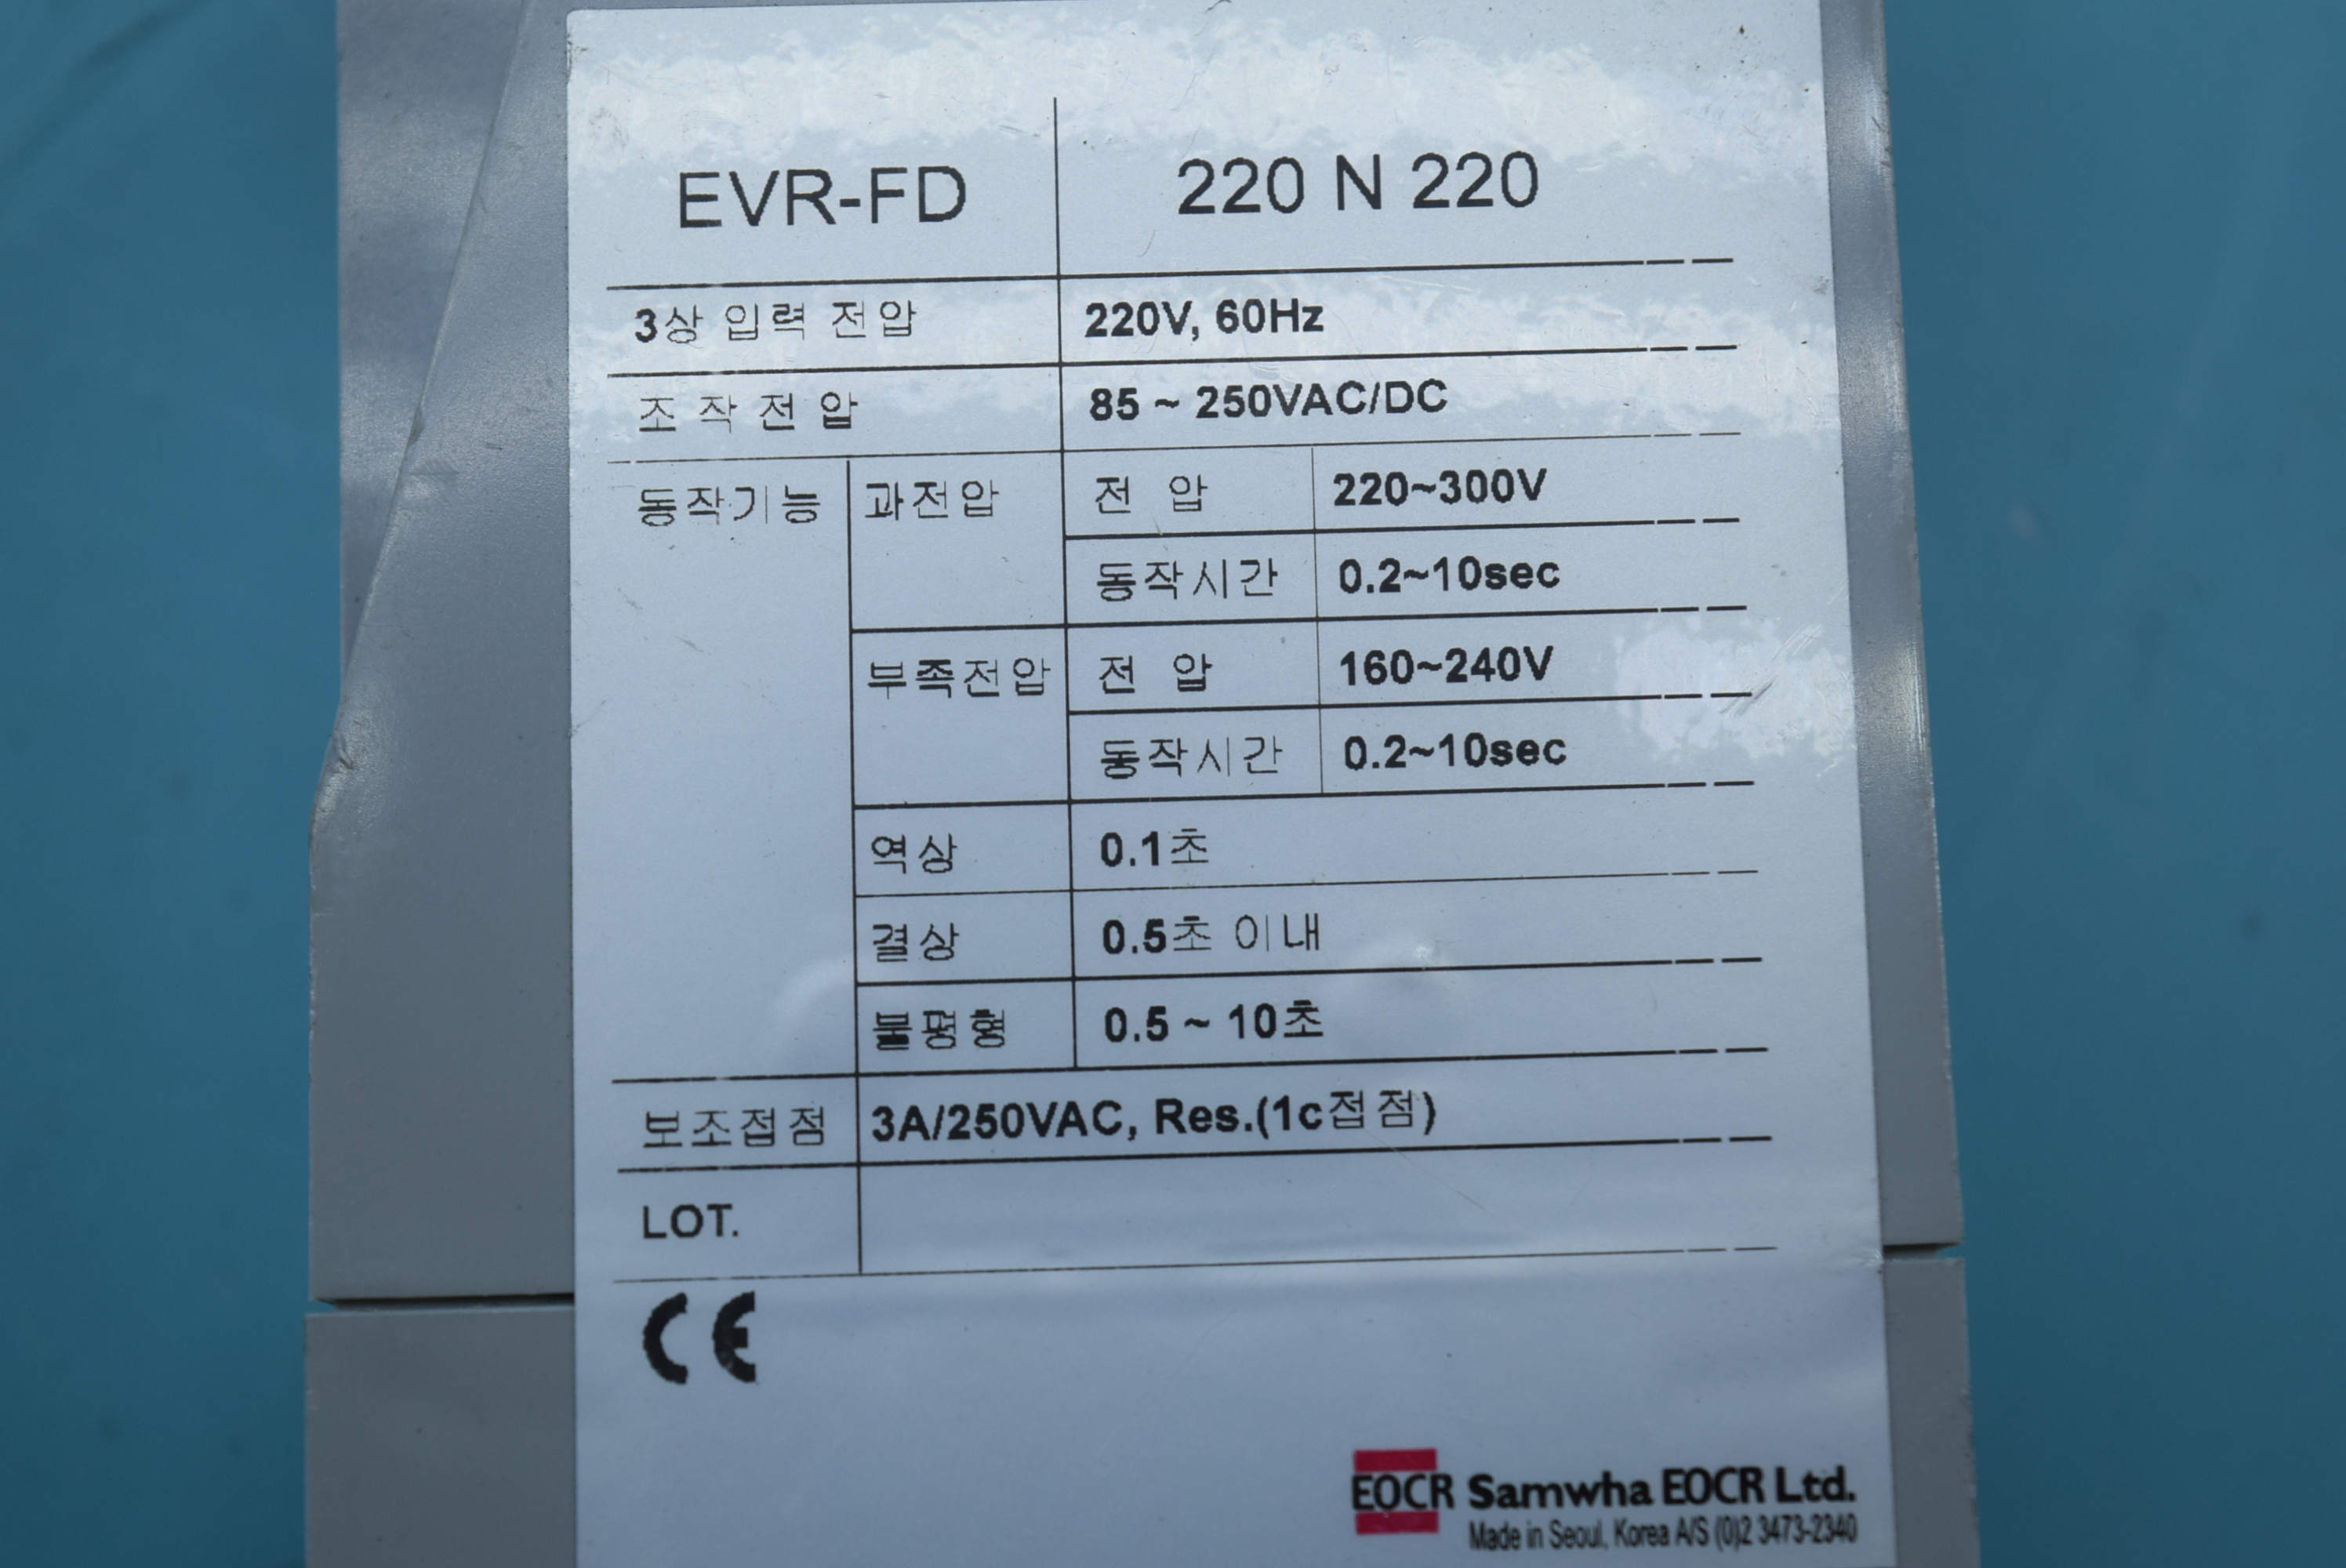 EVR-FD 220 N 220
3상 입력 전압 220V, 60Hz
조 작 전 압 85 ~ 250VAC/DC
동작기능 과전압 전 압 220~300V
동작시간 0.2~10sec
부족전압 전 압 160~240V
동작시간 0.2~10sec
역상 0.1초
결상 0.5초 이내
불평형 0.5 ~ 10초
보조접점 3A/250VAC, Res.(1c접점)
LOT.
CE
EOCR Samwha EOCR Ltd.
Made in Seoul, Korea A/S (0)2 3473-2340